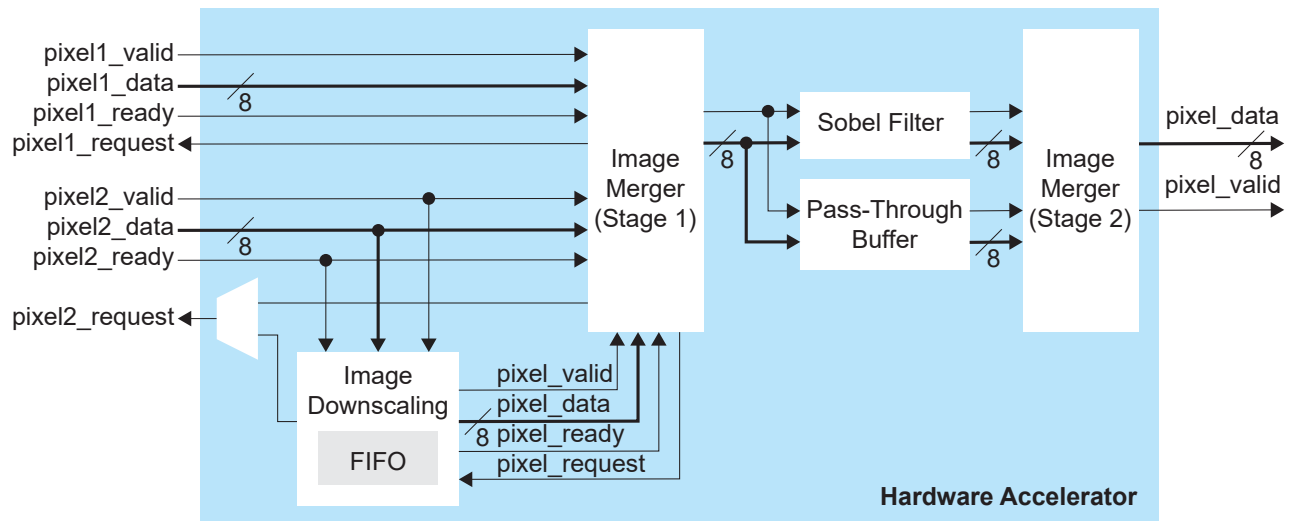 pixel1_valid
pixel1_data
8
pixel1_ready
pixel1_request
pixel2_valid
pixel2_data
8
pixel2_ready
pixel2_request
Image
Merger
(Stage 1)
8
Sobel Filter
8
Pass-Through
Buffer
8
Image
Merger
(Stage 2)
pixel_data
8
pixel_valid
Image
Downscaling
FIFO
pixel_valid
pixel_data
8
pixel_ready
pixel_request
Hardware Accelerator